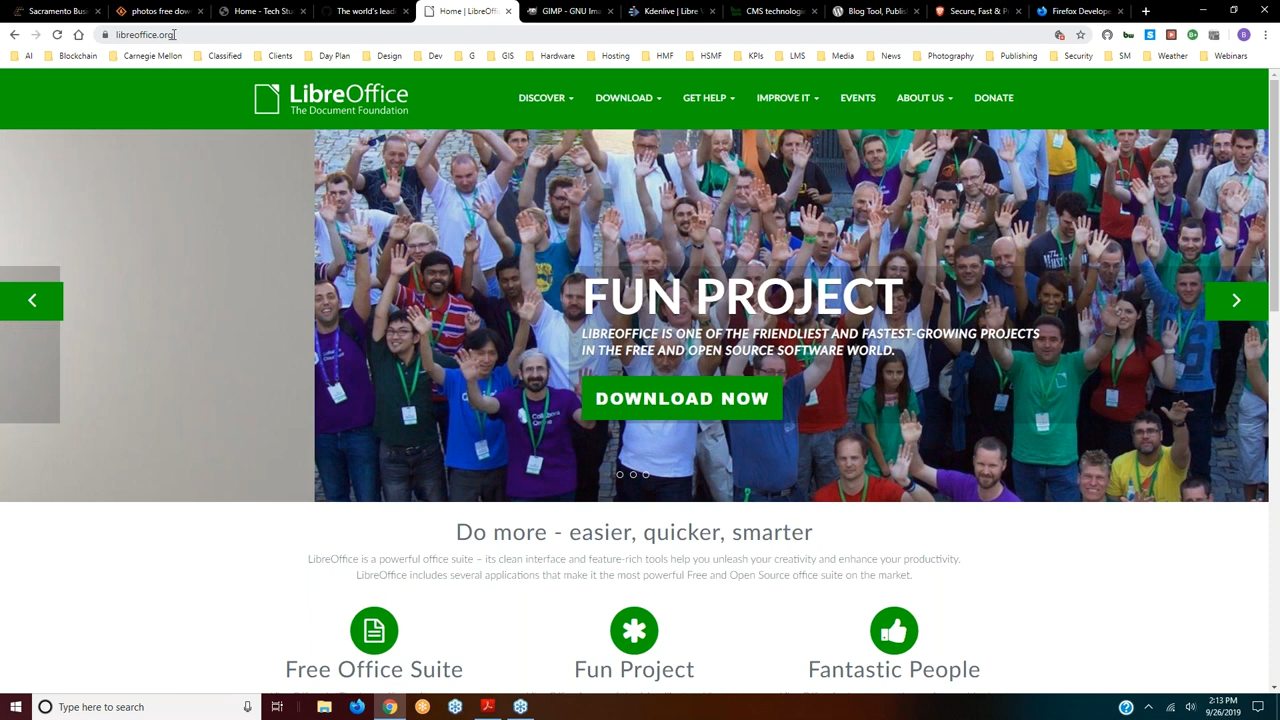 Sacramento Busi
photos free dow
Home - Tech Stu
The world's leadi
Home | LibreOffic
GIMP - GNU Ima
Kdenlive | Libre V
CMS technologie
Blog Tool, Publis
Secure, Fast & Pr
Firefox Develope
libreoffice.org
AI
Blockchain
Carnegie Mellon
Classified
Clients
Day Plan
Design
Dev
G
GIS
Hardware
Hosting
HMF
HSMF
KPIs
LMS
Media
News
Photography
Publishing
Security
SM
Weather
Webinars
LibreOffice
The Document Foundation
DISCOVER
DOWNLOAD
GET HELP
IMPROVE IT
EVENTS
ABOUT US
DONATE
FUN PROJECT
LIBREOFFICE IS ONE OF THE FRIENDLIEST AND FASTEST-GROWING PROJECTS
IN THE FREE AND OPEN SOURCE SOFTWARE WORLD.
DOWNLOAD NOW
Do more - easier, quicker, smarter
LibreOffice is a powerful office suite – its clean interface and feature-rich tools help you unleash your creativity and enhance your productivity.
LibreOffice includes several applications that make it the most powerful Free and Open Source office suite on the market.
Free Office Suite
Fun Project
Fantastic People
Type here to search
2:13 PM
9/26/2019